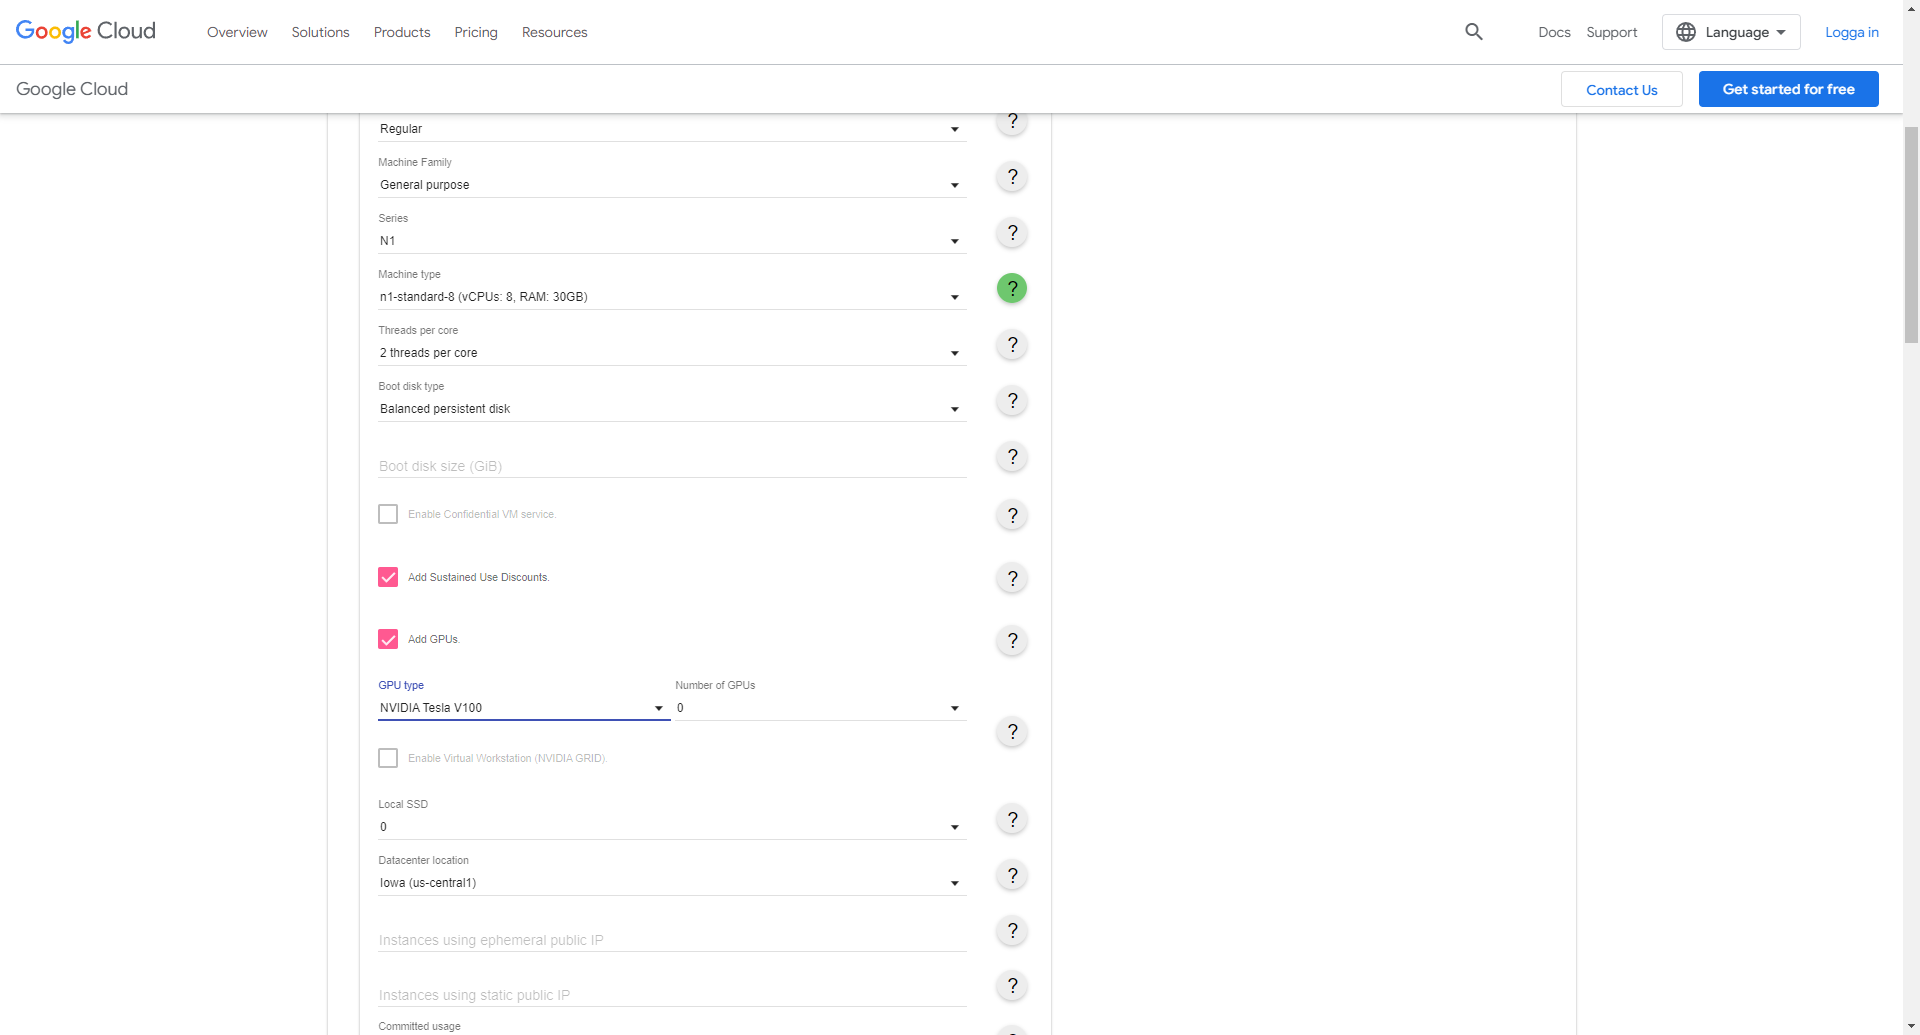 Google Cloud
Overview Solutions Products Pricing Resources
Docs Support Language Logga in
Google Cloud
Contact Us Get started for free
Regular ?
Machine Family
General purpose ?
Series
N1 ?
Machine type
n1-standard-8 (vCPUs: 8, RAM: 30GB) ?
Threads per core
2 threads per core ?
Boot disk type
Balanced persistent disk ?
Boot disk size (GiB) ?
Enable Confidential VM service. ?
Add Sustained Use Discounts. ?
Add GPUs. ?
GPU type Number of GPUs
NVIDIA Tesla V100 0 ?
Enable Virtual Workstation (NVIDIA GRID).
Local SSD
0 ?
Datacenter location
Iowa (us-central1) ?
Instances using ephemeral public IP ?
Instances using static public IP ?
Committed usage